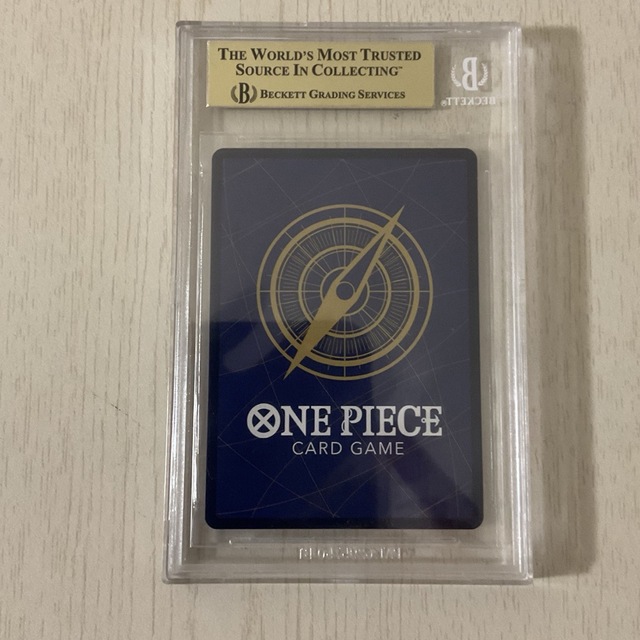 THE WORLD'S MOST TRUSTED
SOURCE IN COLLECTING™
B BECKETT GRADING SERVICES
B
BECKETT®
ONE PIECE
CARD GAME